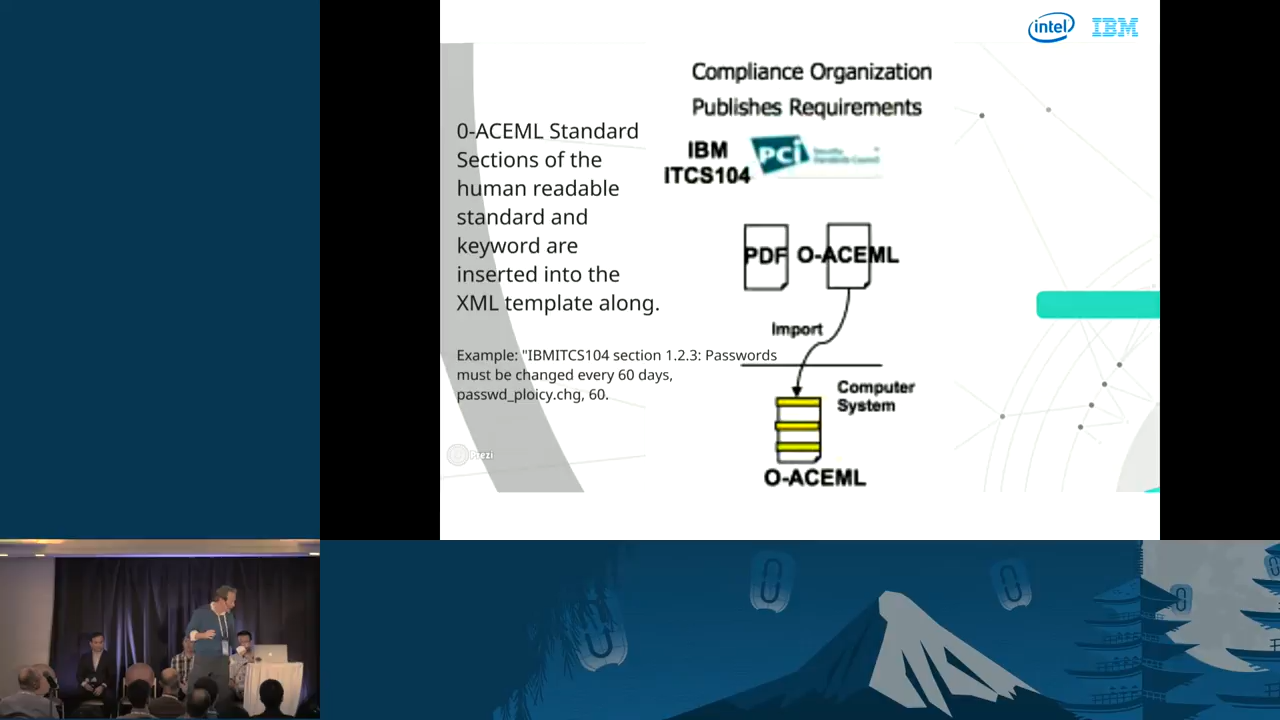 intel
IBM
Compliance Organization
Publishes Requirements
IBM
ITCS104
PCI
0-ACEML Standard
Sections of the
human readable
standard and
keyword are
inserted into the
XML template along.
PDF
O-ACEML
Import
Example: "IBMITCS104 section 1.2.3: Passwords
must be changed every 60 days,
passwd_ploicy.chg, 60.
Computer
System
O-ACEML
Prezi